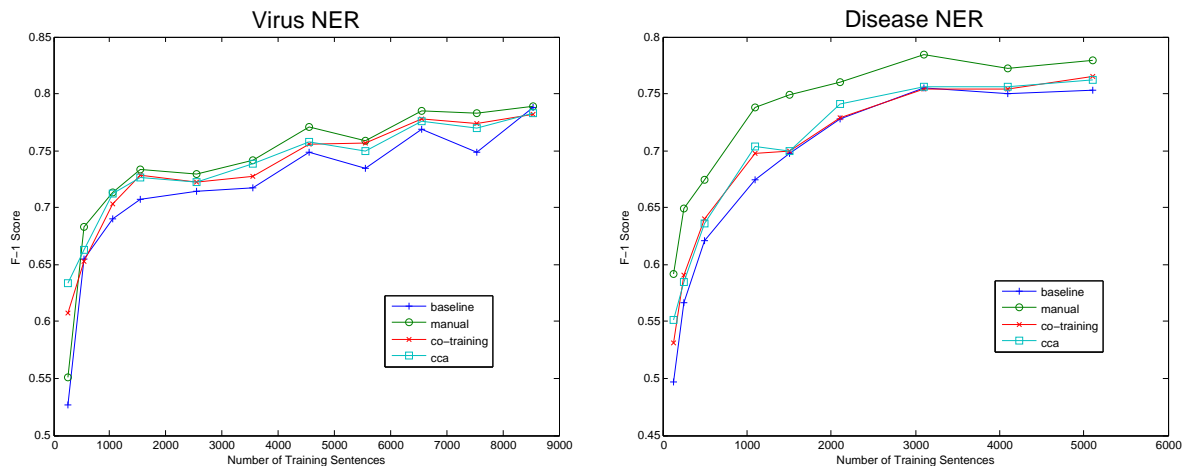 Virus NER
0.85
0.8
0.75
0.7
0.65
0.6
0.55
0.5
F−1 Score
0 1000 2000 3000 4000 5000 6000 7000 8000 9000
Number of Training Sentences
baseline
manual
co−training
cca
Disease NER
0.85
0.8
0.75
0.7
0.65
0.6
0.55
0.5
0.45
F−1 Score
0 1000 2000 3000 4000 5000 6000
Number of Training Sentences
baseline
manual
co−training
cca